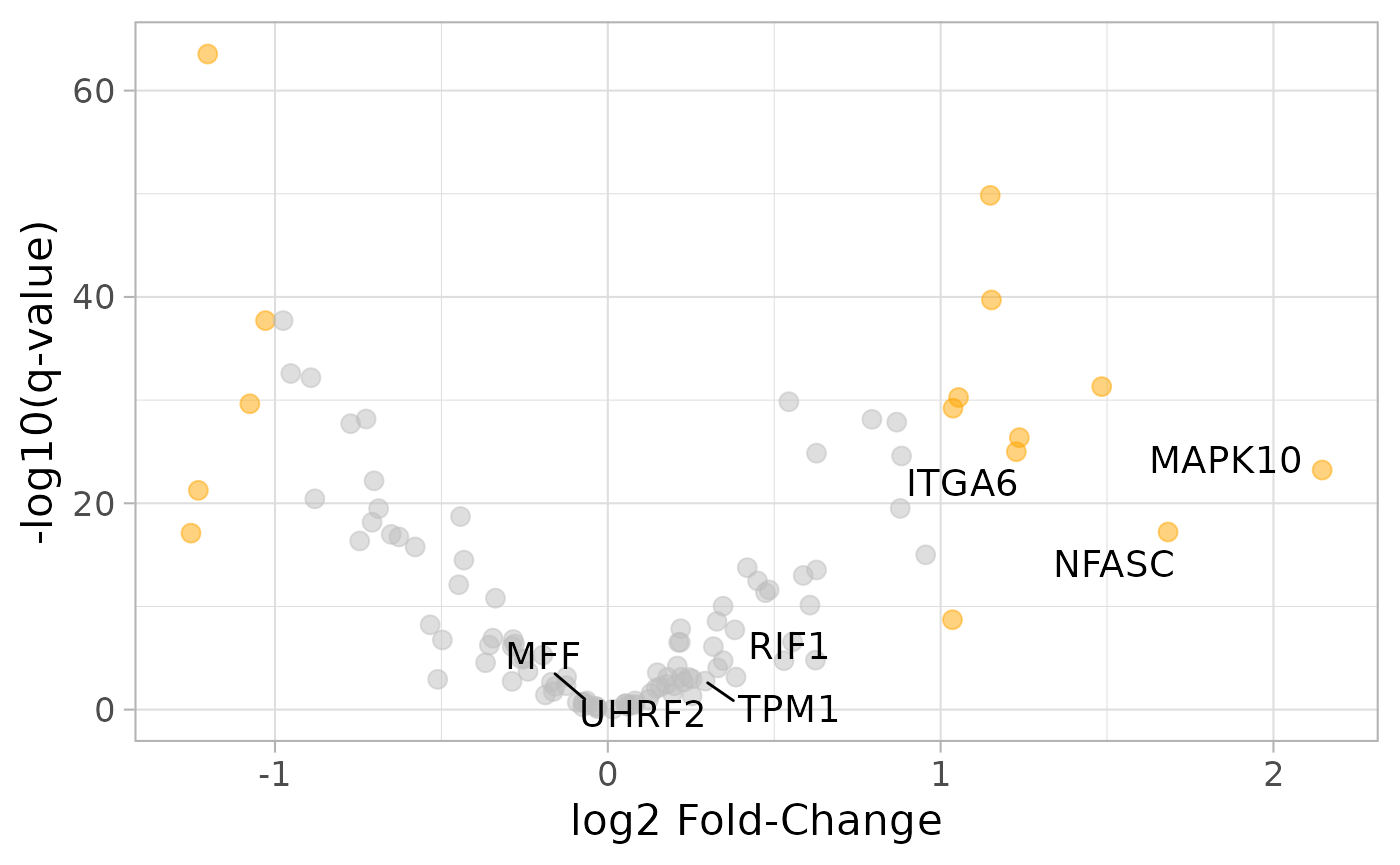 -log10(q-value)
60
40
20
0
MAPK10
ITGA6
NFASC
RIF1
MFF
TPM1
UHRF2
-1
0
1
2
log2 Fold-Change